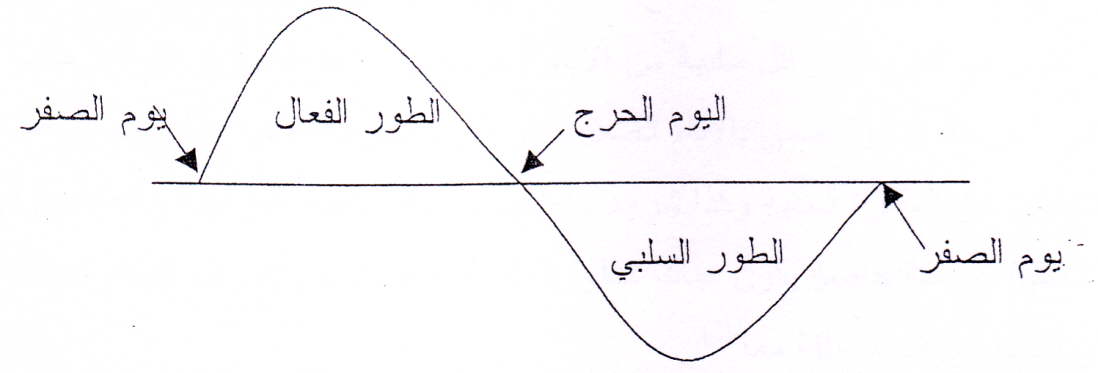 يوم الصفر
الطور الفعال
اليوم الحرج
الطور السلبي
يوم الصفر